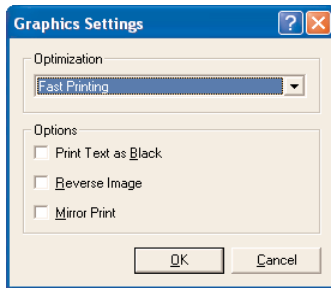 Graphics Settings
Optimization
Fast Printing
Options
Print Text as Black
Reverse Image
Mirror Print
OK
Cancel